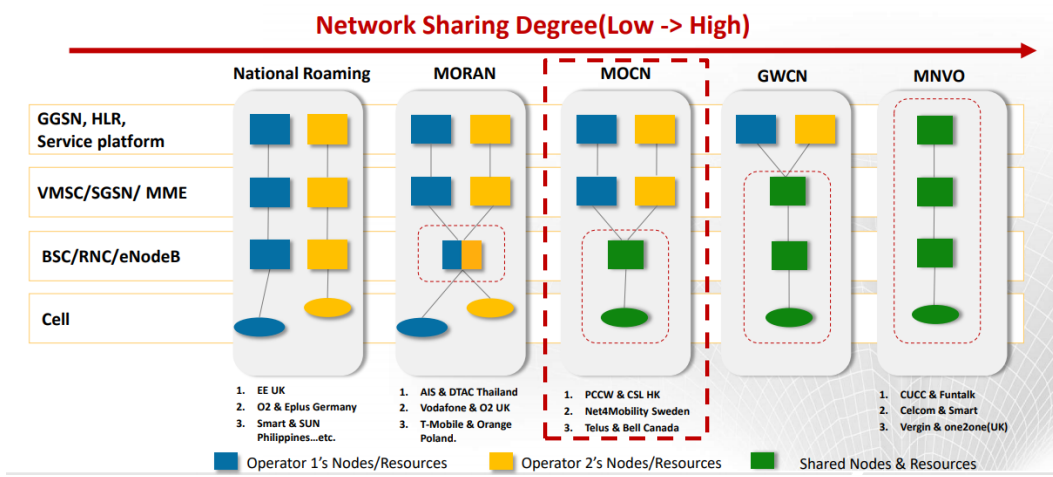 Network Sharing Degree(Low -> High)
National Roaming
MORAN
MOCN
GWCN
MNVO
GGSN, HLR,
Service platform
VMSC/SGSN/ MME
BSC/RNC/eNodeB
Cell
1. EE UK
2. O2 & Eplus Germany
3. Smart & SUN
Philippines...etc.
1. AIS & DTAC Thailand
2. Vodafone & O2 UK
3. T-Mobile & Orange
Poland.
1. PCCW & CSL HK
2. Net4Mobility Sweden
3. Telus & Bell Canada
1. CUCC & Funtalk
2. Celcom & Smart
3. Vergin & one2one(UK)
Operator 1's Nodes/Resources
Operator 2's Nodes/Resources
Shared Nodes & Resources